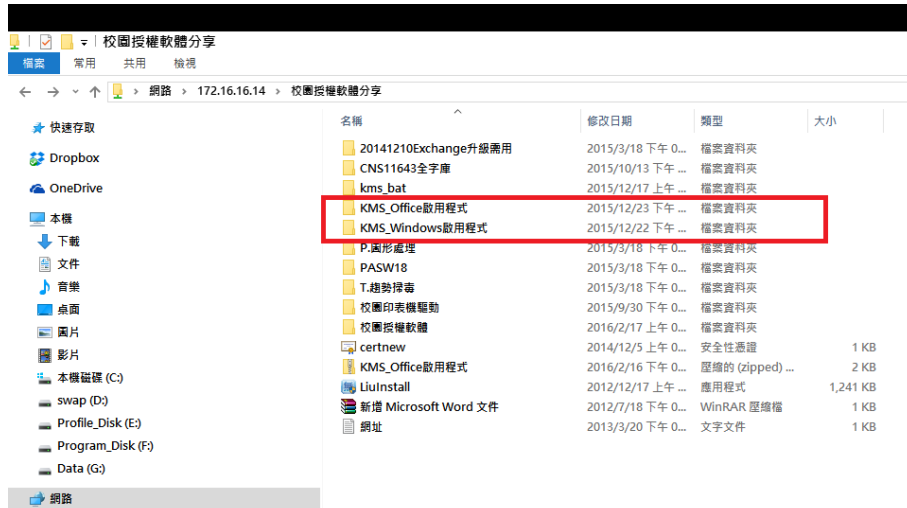 校園授權軟體分享
檔案 常用 共用 檢視
網路 > 172.16.16.14 > 校園授權軟體分享
快速存取
Dropbox
OneDrive
本機
下載
文件
音樂
桌面
圖片
影片
本機磁碟 (C:)
swap (D:)
Profile_Disk (E:)
Program_Disk (F:)
Data (G:)
網路
名稱 修改日期 類型 大小
20141210Exchange升級需用 2015/3/18 下午 0... 檔案資料夾
CNS11643全字庫 2015/10/13 下午 ... 檔案資料夾
kms_bat 2015/12/17 上午 ... 檔案資料夾
KMS_Office啟用程式 2015/12/23 下午 ... 檔案資料夾
KMS_Windows啟用程式 2015/12/22 下午 ... 檔案資料夾
P.圖形處理 2015/3/18 下午 0... 檔案資料夾
PASW18 2015/3/18 下午 0... 檔案資料夾
T.趨勢掃毒 2015/3/18 下午 0... 檔案資料夾
校園印表機驅動 2015/9/30 下午 0... 檔案資料夾
校園授權軟體 2016/2/17 上午 0... 檔案資料夾
certnew 2014/12/5 上午 0... 安全性憑證 1 KB
KMS_Office啟用程式 2016/2/16 下午 0... 壓縮的 (zipped) ... 2 KB
LiuInstall 2012/12/17 上午 ... 應用程式 1,241 KB
新增 Microsoft Word 文件 2012/7/18 下午 0... WinRAR 壓縮檔 1 KB
網址 2013/3/20 下午 0... 文字文件 1 KB